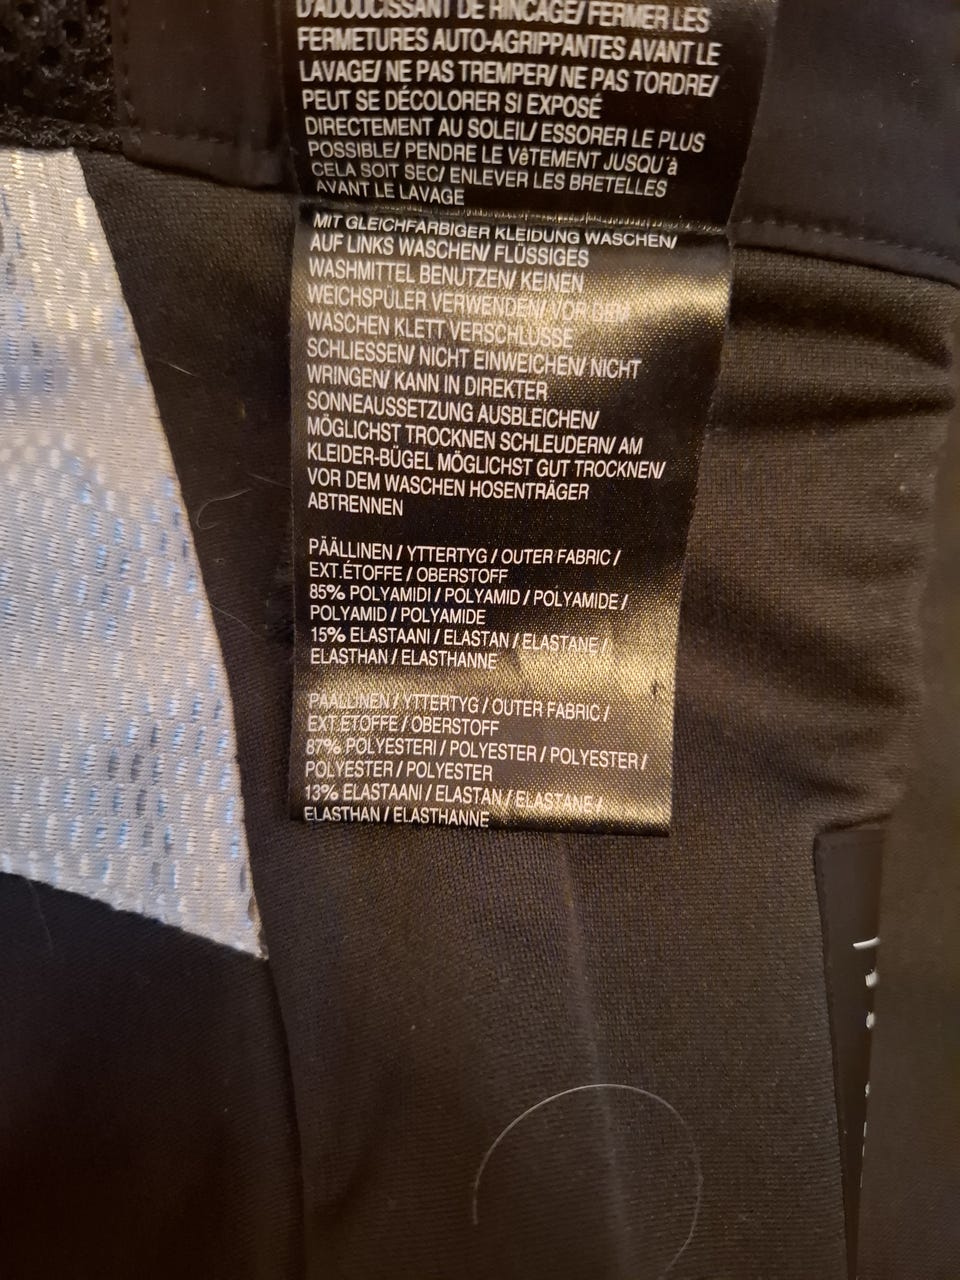 D'ADOUCISSANT DE RINCAGE/ FERMER LES
FERMETURES AUTO-AGRIPPANTES AVANT LE
LAVAGE/ NE PAS TREMPER/ NE PAS TORDRE/
PEUT SE DÉCOLORER SI EXPOSÉ
DIRECTEMENT AU SOLEIL/ ESSORER LE PLUS
POSSIBLE/ PENDRE LE VêTEMENT JUSQU'à
CELA SOIT SEC/ ENLEVER LES BRETELLES
AVANT LE LAVAGE
MIT GLEICHFARBIGER KLEIDUNG WASCHEN/
AUF LINKS WASCHEN/ FLÜSSIGES
WASHMITTEL BENUTZEN/ KEINEN
WEICHSPÜLER VERWENDEN/ VOR DEM
WASCHEN KLETT VERSCHLÜSSE
SCHLIESSEN/ NICHT EINWEICHEN/ NICHT
WRINGEN/ KANN IN DIREKTER
SONNEAUSSETZUNG AUSBLEICHEN/
MÖGLICHST TROCKNEN SCHLEUDERN/ AM
KLEIDER-BÜGEL MÖGLICHST GUT TROCKNEN/
VOR DEM WASCHEN HOSENTRÄGER
ABTRENNEN
PÄÄLLINEN / YTTERTYG / OUTER FABRIC /
EXT.ÉTOFFE / OBERSTOFF
85% POLYAMIDI / POLYAMID / POLYAMIDE /
POLYAMID / POLYAMIDE
15% ELASTAANI / ELASTAN / ELASTANE /
ELASTHAN / ELASTHANNE
PÄÄLLINEN / YTTERTYG / OUTER FABRIC /
EXT.ÉTOFFE / OBERSTOFF
87% POLYESTERI / POLYESTER / POLYESTER /
POLYESTER / POLYESTER
13% ELASTAANI / ELASTAN / ELASTANE /
ELASTHAN / ELASTHANNE